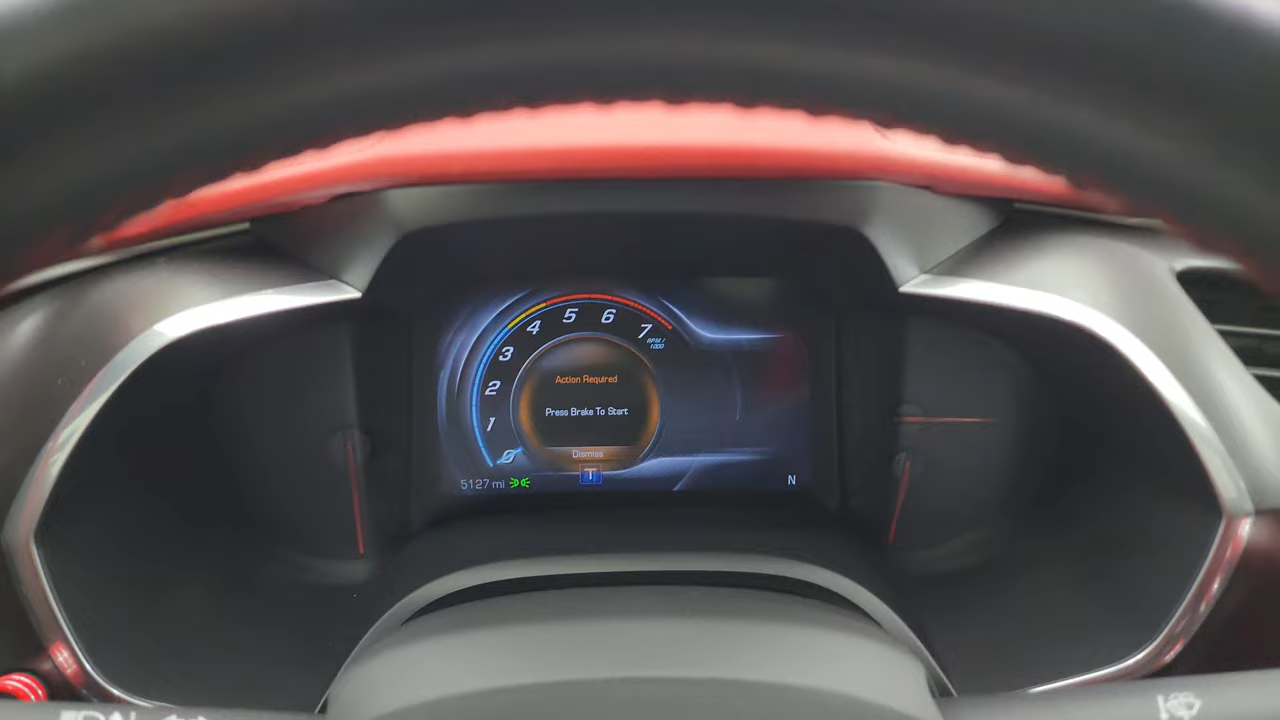 4 5 6
3 7
RPM /
1000
2
1
0
Action Required
Press Brake To Start
Dismiss
5127 mi
T
N